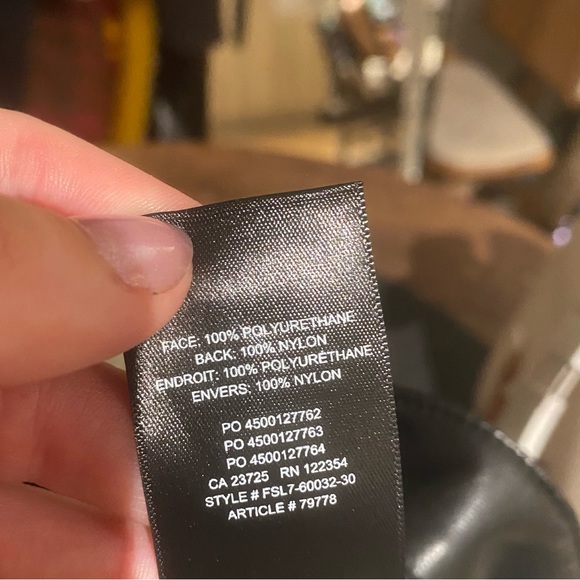 FACE: 100% POLYURETHANE
BACK: 100% NYLON
ENDROIT: 100% POLYURETHANE
ENVERS: 100% NYLON
PO 4500127762
PO 4500127763
PO 4500127764
CA 23725 RN 122354
STYLE # FSL7-60032-30
ARTICLE # 79778